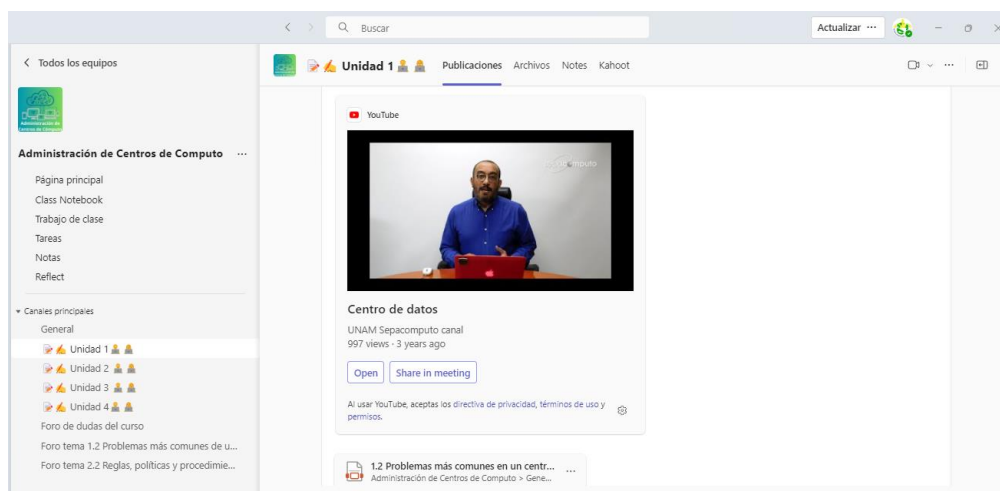 Buscar
Actualizar ···
Todos los equipos
Administración de Centros de Computo ···
Página principal
Class Notebook
Trabajo de clase
Tareas
Notas
Reflect
Canales principales
General
Unidad 1
Unidad 2
Unidad 3
Unidad 4
Foro de dudas del curso
Foro tema 1.2 Problemas más comunes de u...
Foro tema 2.2 Reglas, políticas y procedimie...
Unidad 1 Publicaciones Archivos Notes Kahoot
YouTube
Centro de datos
UNAM Sepacomputo canal
997 views · 3 years ago
Open Share in meeting
Al usar YouTube, aceptas los directiva de privacidad, términos de uso y
permisos.
1.2 Problemas más comunes en un centr... ···
Administración de Centros de Computo > Gene...